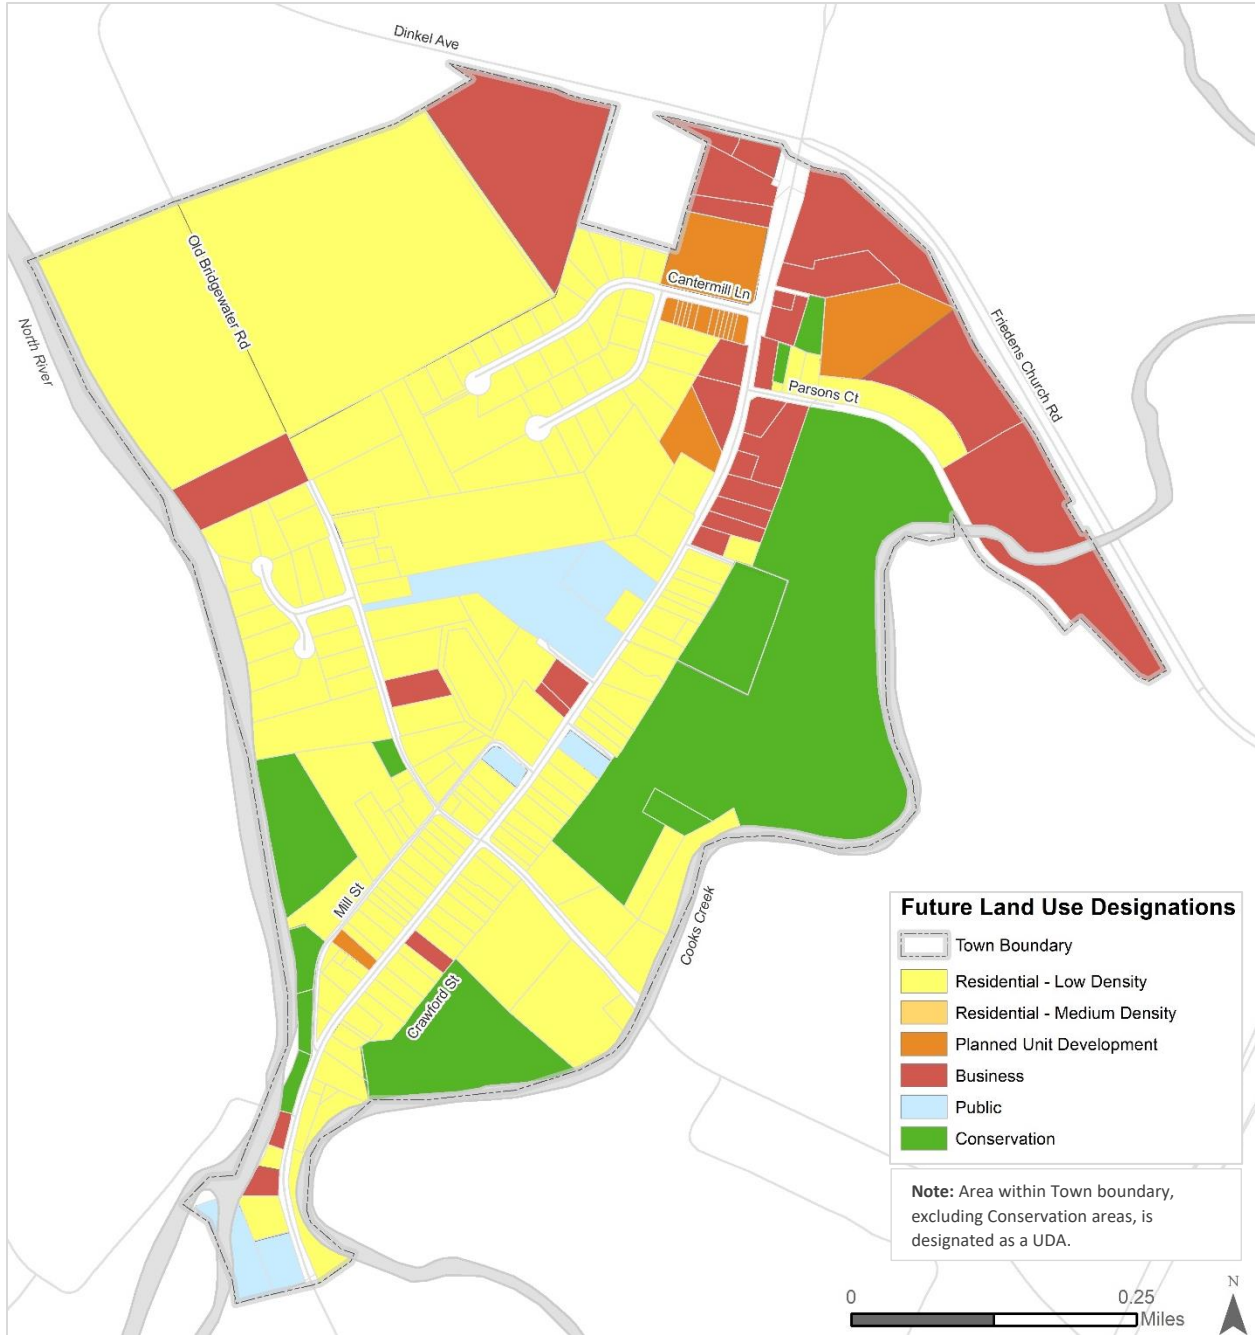 Dinkel Ave
Old Bridgewater Rd
North River
Cantermill Ln
Friedens Church Rd
Parsons Ct
Mill St
Cooks Creek
Crawford St
Future Land Use Designations
Town Boundary
Residential - Low Density
Residential - Medium Density
Planned Unit Development
Business
Public
Conservation
Note: Area within Town boundary,
excluding Conservation areas, is
designated as a UDA.
0 0.25
Miles
N